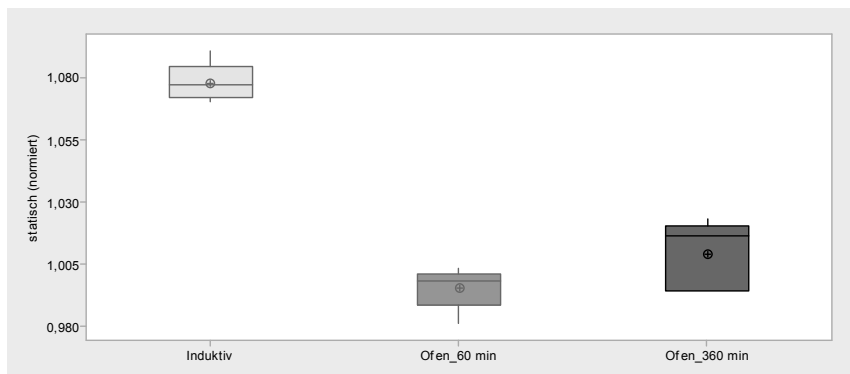 statisch (normiert)
1,080
1,055
1,030
1,005
0,980
Induktiv
Ofen_60 min
Ofen_360 min